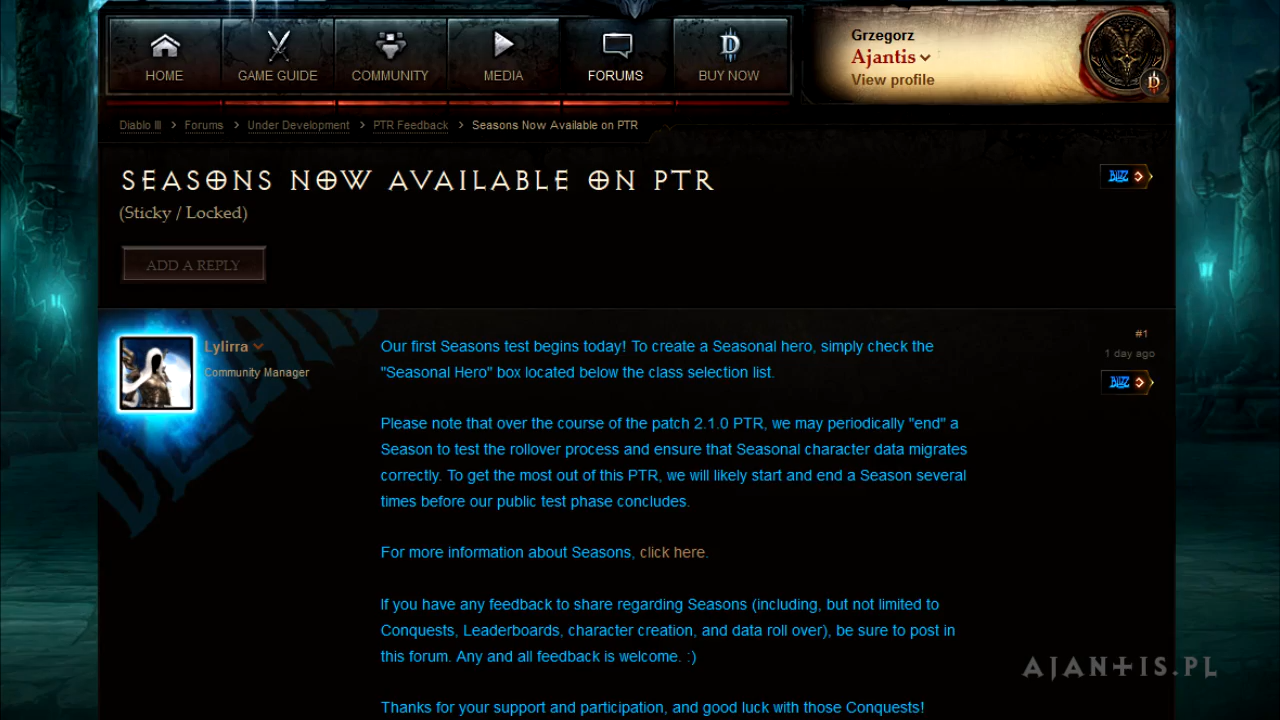 Grzegorz
Ajantis
View profile
HOME
GAME GUIDE
COMMUNITY
MEDIA
FORUMS
BUY NOW
Diablo III > Forums > Under Development > PTR Feedback > Seasons Now Available on PTR
SEASONS NOW AVAILABLE ON PTR
(Sticky / Locked)
BLIZZ
ADD A REPLY
Lylirra
Community Manager
#1
1 day ago
BLIZZ
Our first Seasons test begins today! To create a Seasonal hero, simply check the
"Seasonal Hero" box located below the class selection list.
Please note that over the course of the patch 2.1.0 PTR, we may periodically "end" a
Season to test the rollover process and ensure that Seasonal character data migrates
correctly. To get the most out of this PTR, we will likely start and end a Season several
times before our public test phase concludes.
For more information about Seasons, click here.
If you have any feedback to share regarding Seasons (including, but not limited to
Conquests, Leaderboards, character creation, and data roll over), be sure to post in
this forum. Any and all feedback is welcome. :)
Thanks for your support and participation, and good luck with those Conquests!
AJANTIS.PL